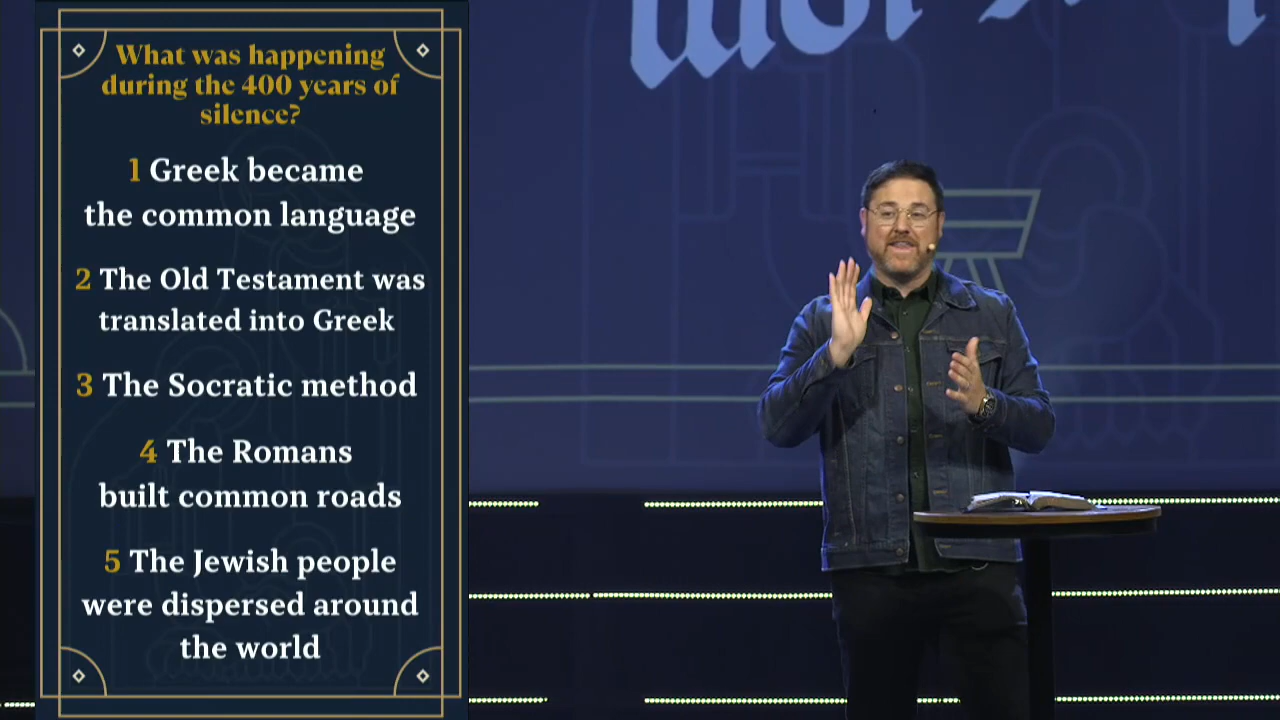 What was happening
during the 400 years of
silence?
1 Greek became
the common language
2 The Old Testament was
translated into Greek
3 The Socratic method
4 The Romans
built common roads
5 The Jewish people
were dispersed around
the world